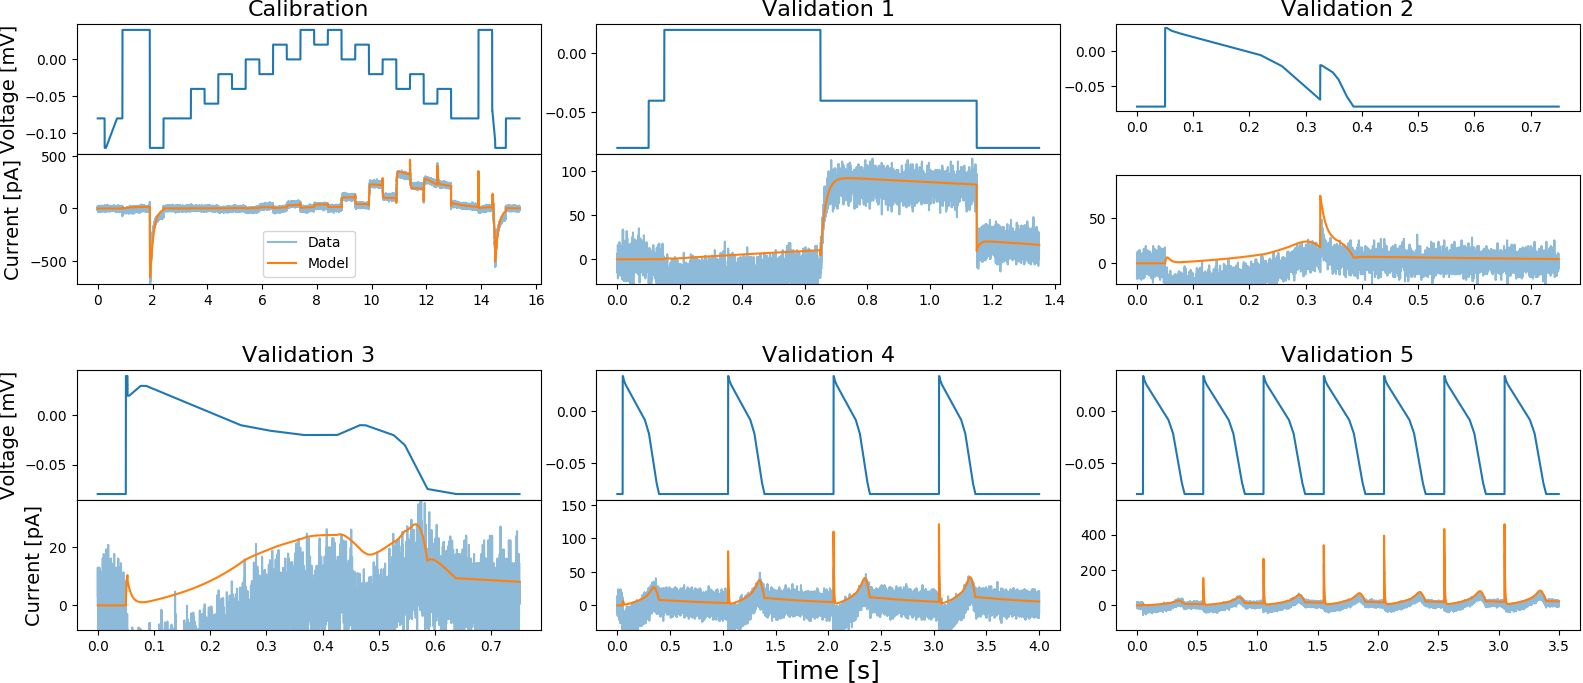 Calibration
Validation 1
Validation 2
Voltage [mV]
0.00
−0.05
−0.10
0.00
−0.05
0.00
−0.05
0.0 0.1 0.2 0.3 0.4 0.5 0.6 0.7
Current [pA]
500
0
−500
Data
Model
100
50
0
50
0
0 2 4 6 8 10 12 14 16
0.0 0.2 0.4 0.6 0.8 1.0 1.2 1.4
0.0 0.1 0.2 0.3 0.4 0.5 0.6 0.7
Validation 3
Validation 4
Validation 5
Voltage [mV]
0.00
−0.05
0.00
−0.05
0.00
−0.05
Current [pA]
20
0
150
100
50
0
400
200
0
0.0 0.1 0.2 0.3 0.4 0.5 0.6 0.7
0.0 0.5 1.0 1.5 2.0 2.5 3.0 3.5 4.0
0.0 0.5 1.0 1.5 2.0 2.5 3.0 3.5
Time [s]